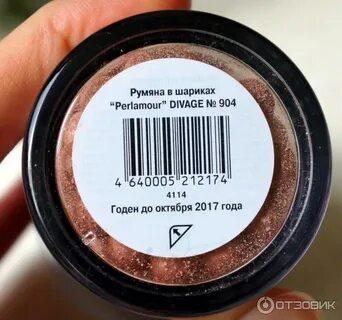 Румяна в шариках
"Perlamour" DIVAGE № 904
4 640005 212174
4114
Годен до октября 2017 года
ОТЗОВИК